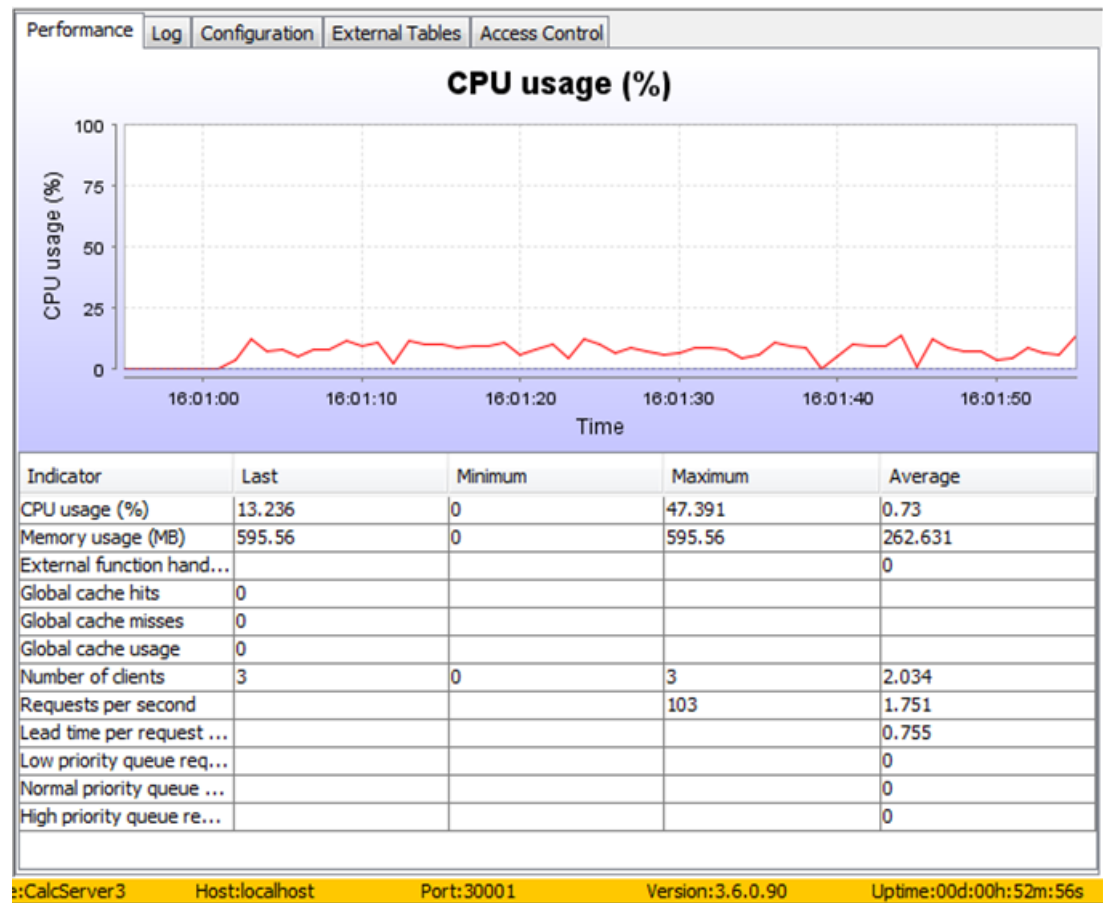 Performance Log Configuration External Tables Access Control
CPU usage (%)
100
75
50
25
0
CPU usage (%)
16:01:00 16:01:10 16:01:20 16:01:30 16:01:40 16:01:50
Time
Indicator Last Minimum Maximum Average
CPU usage (%) 13.236 0 47.391 0.73
Memory usage (MB) 595.56 0 595.56 262.631
External function hand... 0
Global cache hits 0
Global cache misses 0
Global cache usage 0
Number of clients 3 0 3 2.034
Requests per second 103 1.751
Lead time per request ... 0.755
Low priority queue req... 0
Normal priority queue ... 0
High priority queue re... 0
e:CalcServer3 Host:localhost Port:30001 Version:3.6.0.90 Uptime:00d:00h:52m:56s